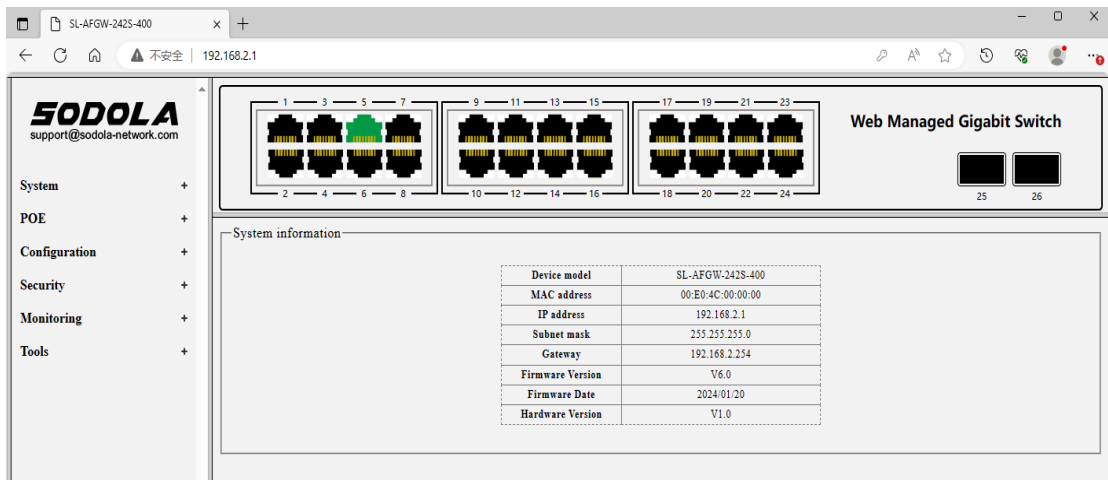 SL-AFGW-242S-400
不安全 192.168.2.1
SODOLA
support@sodola-network.com
System +
POE +
Configuration +
Security +
Monitoring +
Tools +
1 3 5 7 9 11 13 15 17 19 21 23
2 4 6 8 10 12 14 16 18 20 22 24
Web Managed Gigabit Switch
25 26
System information
Device model SL-AFGW-242S-400
MAC address 00:E0:4C:00:00:00
IP address 192.168.2.1
Subnet mask 255.255.255.0
Gateway 192.168.2.254
Firmware Version V6.0
Firmware Date 2024/01/20
Hardware Version V1.0